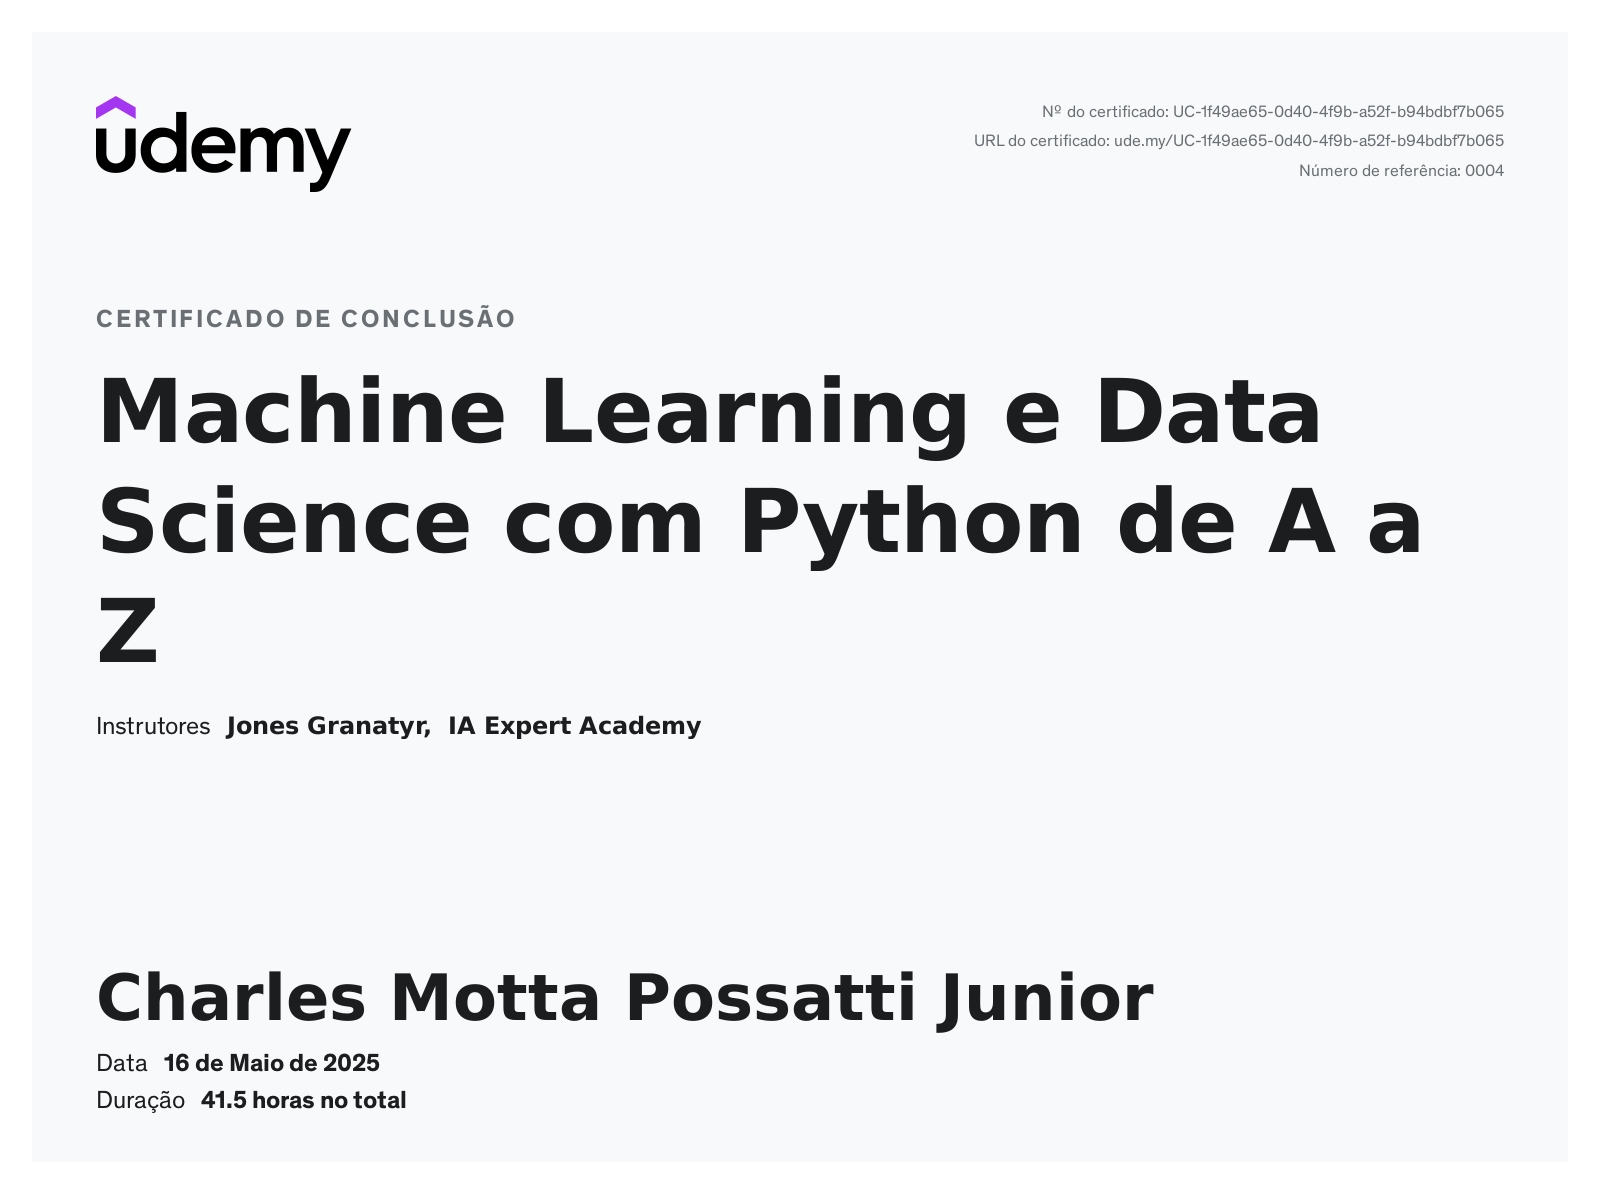 udemy
Nº do certificado: UC-1f49ae65-0d40-4f9b-a52f-b94bdbf7b065
URL do certificado: ude.my/UC-1f49ae65-0d40-4f9b-a52f-b94bdbf7b065
Número de referência: 0004
CERTIFICADO DE CONCLUSÃO
Machine Learning e Data
Science com Python de A a
Z
Instrutores Jones Granatyr, IA Expert Academy
Charles Motta Possatti Junior
Data 16 de Maio de 2025
Duração 41.5 horas no total